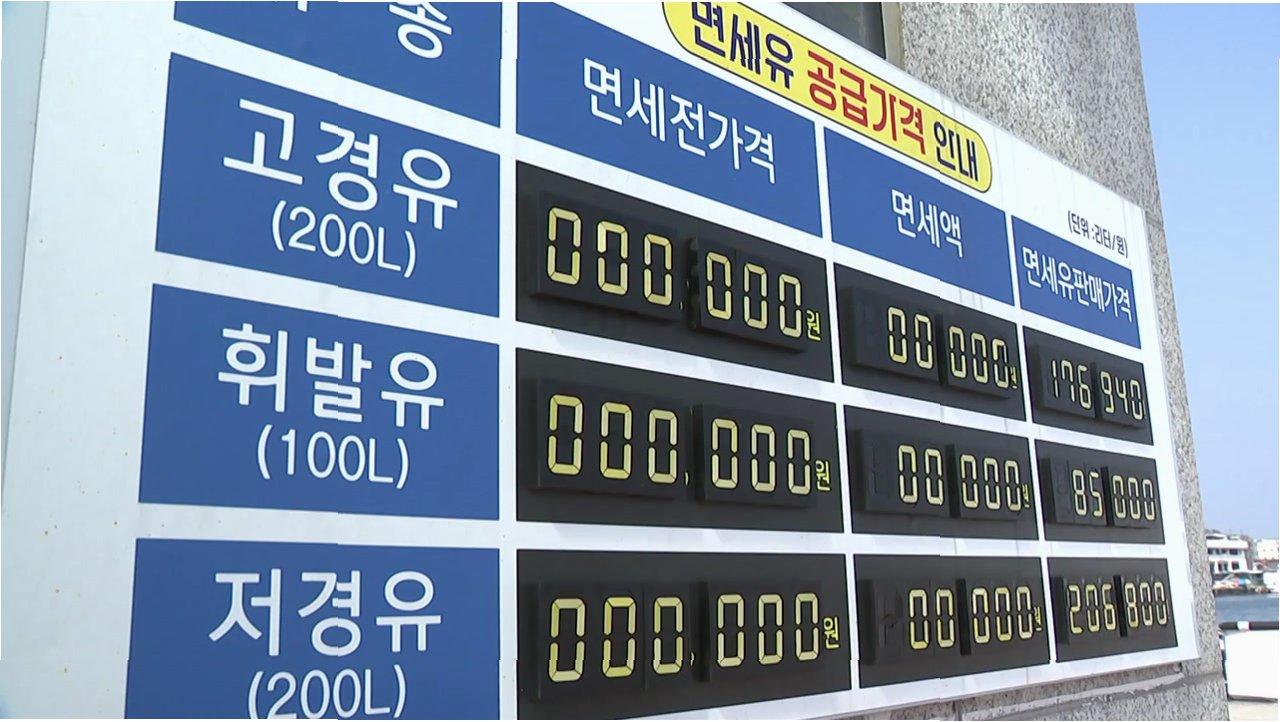 면세유 공급가격 안내
(단위:리터/원)
종 면세전가격 면세액 면세유판매가격
고경유 (200L) 000,000원 00 000원 176 940
휘발유 (100L) 000,000원 00 000원 85 000
저경유 (200L) 000,000원 00 000원 206 800